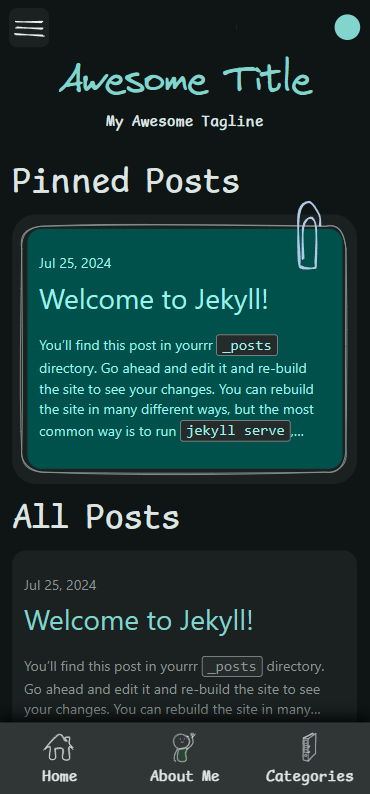 Awesome Title
My Awesome Tagline
Pinned Posts
Jul 25, 2024
Welcome to Jekyll!
You’ll find this post in yourrr _posts
directory. Go ahead and edit it and re-build
the site to see your changes. You can rebuild
the site in many different ways, but the most
common way is to run jekyll serve,...
All Posts
Jul 25, 2024
Welcome to Jekyll!
You’ll find this post in yourrr _posts directory.
Go ahead and edit it and re-build the site to see
your changes. You can rebuild the site in many...
Home About Me Categories